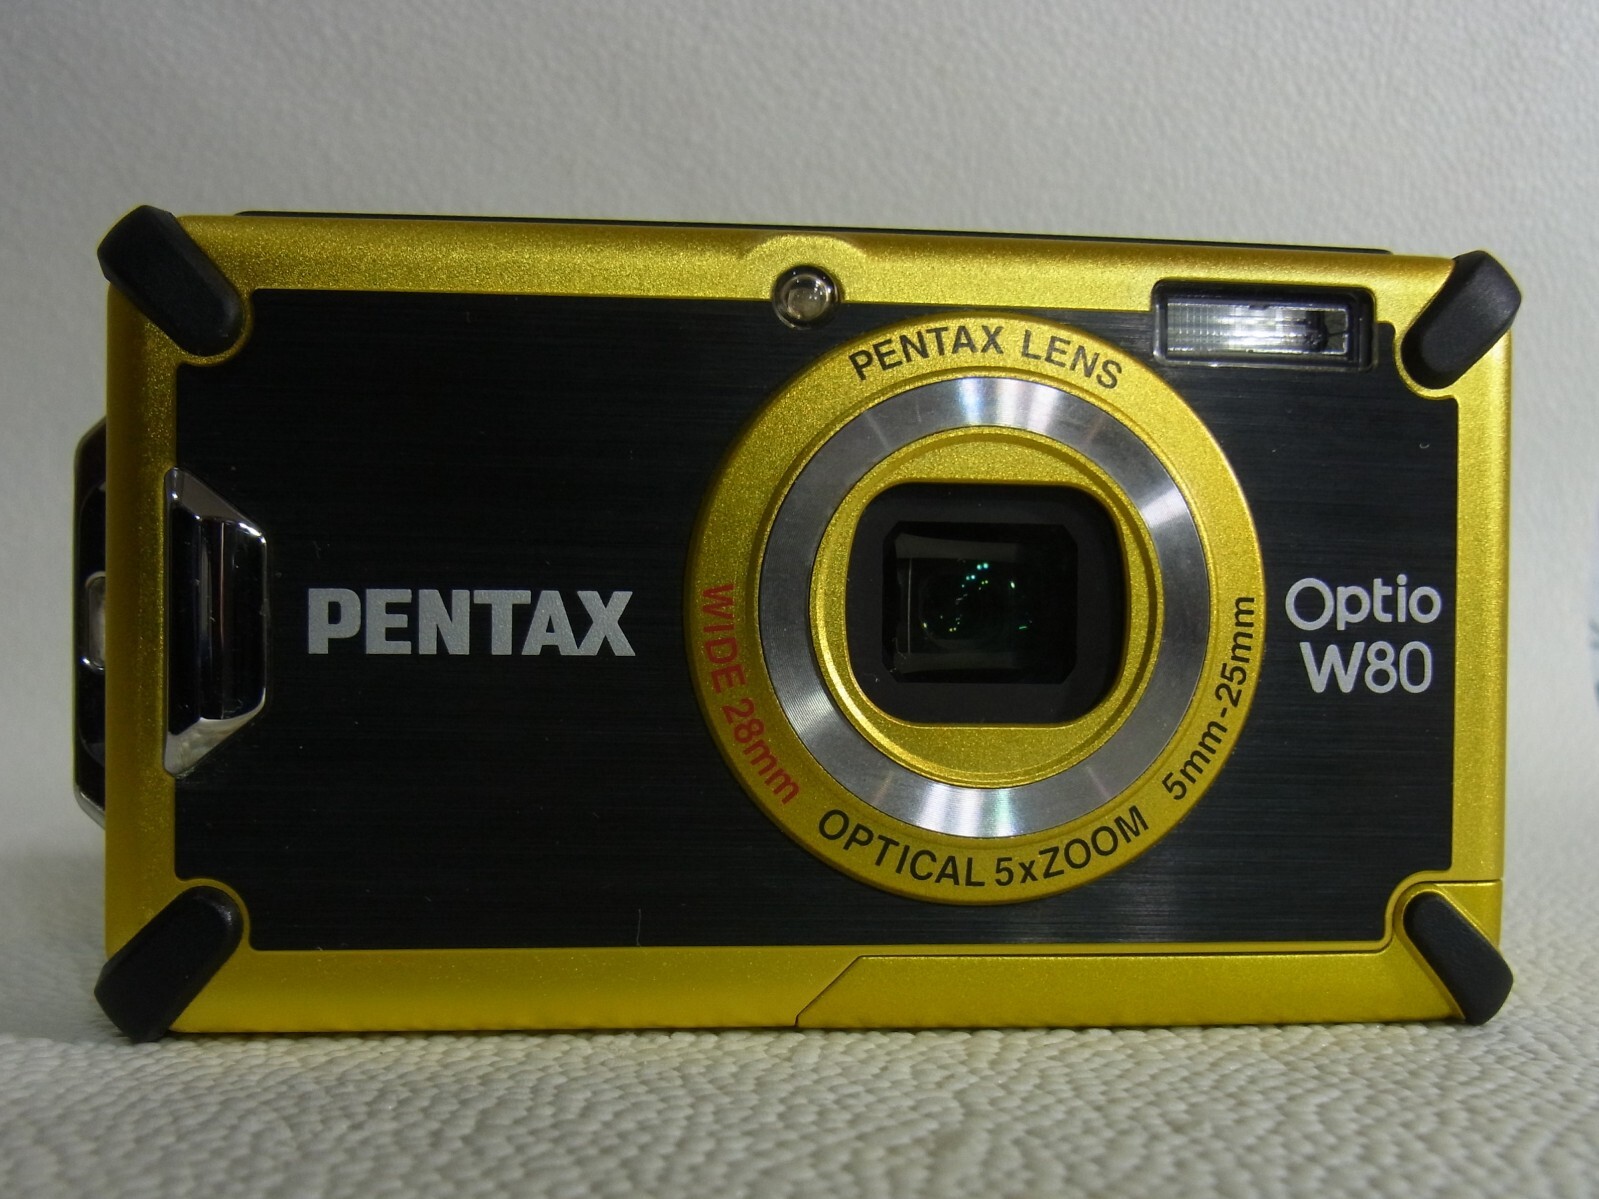 PENTAX LENS
PENTAX
WIDE 28mm
OPTICAL 5xZOOM
5mm-25mm
Optio
W80